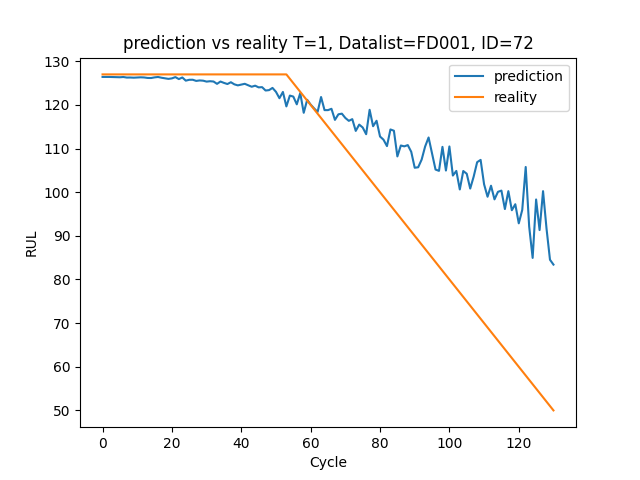 prediction vs reality T=1, Datalist=FD001, ID=72
prediction
reality
RUL
130
120
110
100
90
80
70
60
50
0 20 40 60 80 100 120
Cycle